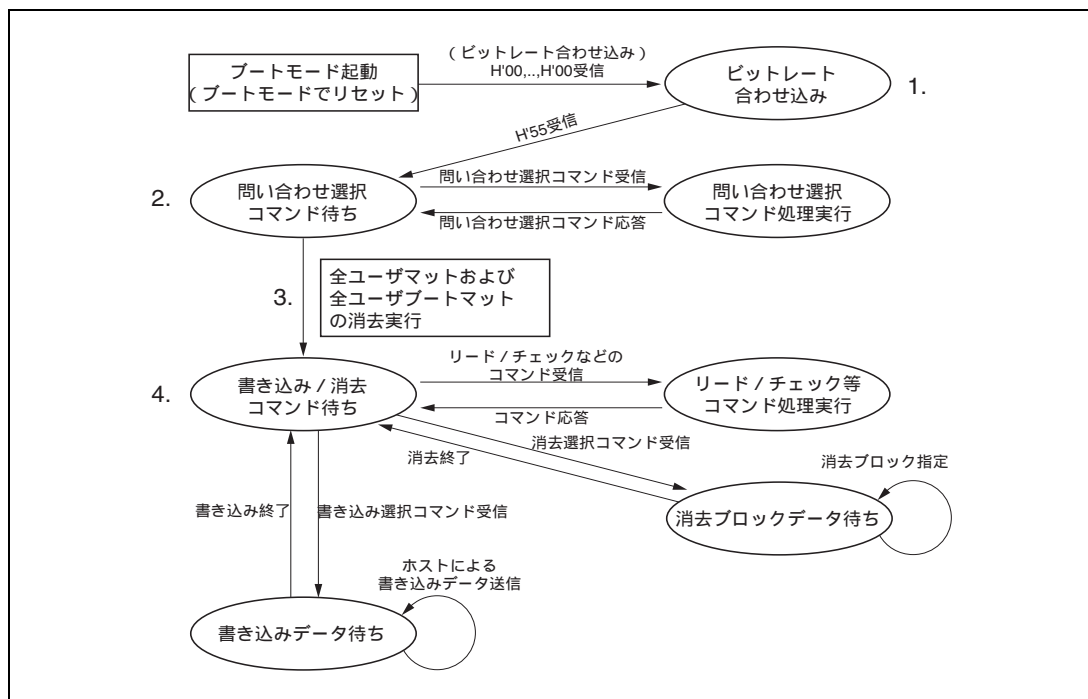 ブートモード起動
(ブートモードでリセット)
(ビットレート合わせ込み)
H'00,..,H'00受信
ビットレート
合わせ込み
1.
H'55受信
2.
問い合わせ選択
コマンド待ち
問い合わせ選択コマンド受信
問い合わせ選択コマンド応答
問い合わせ選択
コマンド処理実行
3.
全ユーザマットおよび
全ユーザブートマット
の消去実行
4.
書き込み / 消去
コマンド待ち
リード / チェックなどの
コマンド受信
コマンド応答
リード / チェック等
コマンド処理実行
消去選択コマンド受信
消去終了
消去ブロック指定
消去ブロックデータ待ち
書き込み終了
書き込み選択コマンド受信
ホストによる
書き込みデータ送信
書き込みデータ待ち